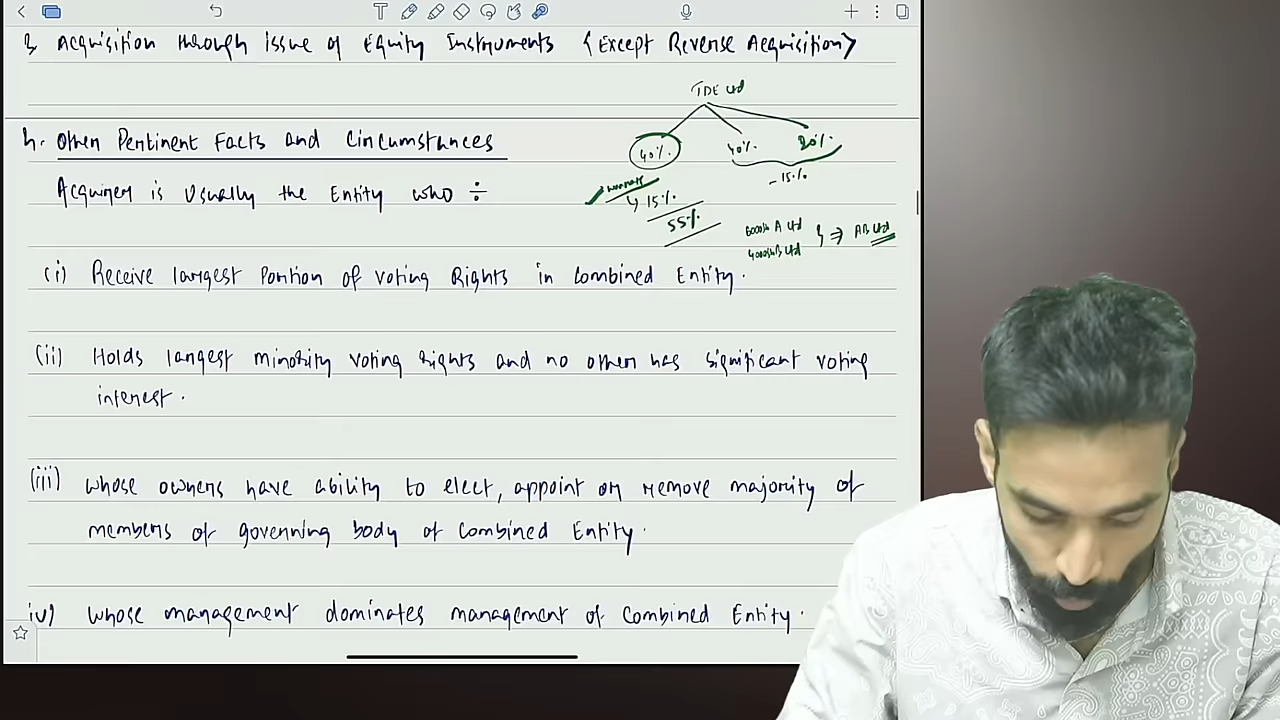 3. Acquisition through issue of Equity Instruments {Except Reverse Acquisition}
TDE Ltd
h. Other Pertinent Facts and Circumstances
40% 40% 20%
Acquirer is usually the Entity who ÷
15% -15%
55%
A Ltd
B Ltd } ⇒ AB Ltd
(i) Receive largest Portion of voting Rights in Combined Entity.
(ii) Holds largest minority voting rights and no other has significant voting
interest.
(iii) whose owners have ability to elect, appoint or remove majority of
members of governing body of Combined Entity.
iv) whose management dominates management of Combined Entity.